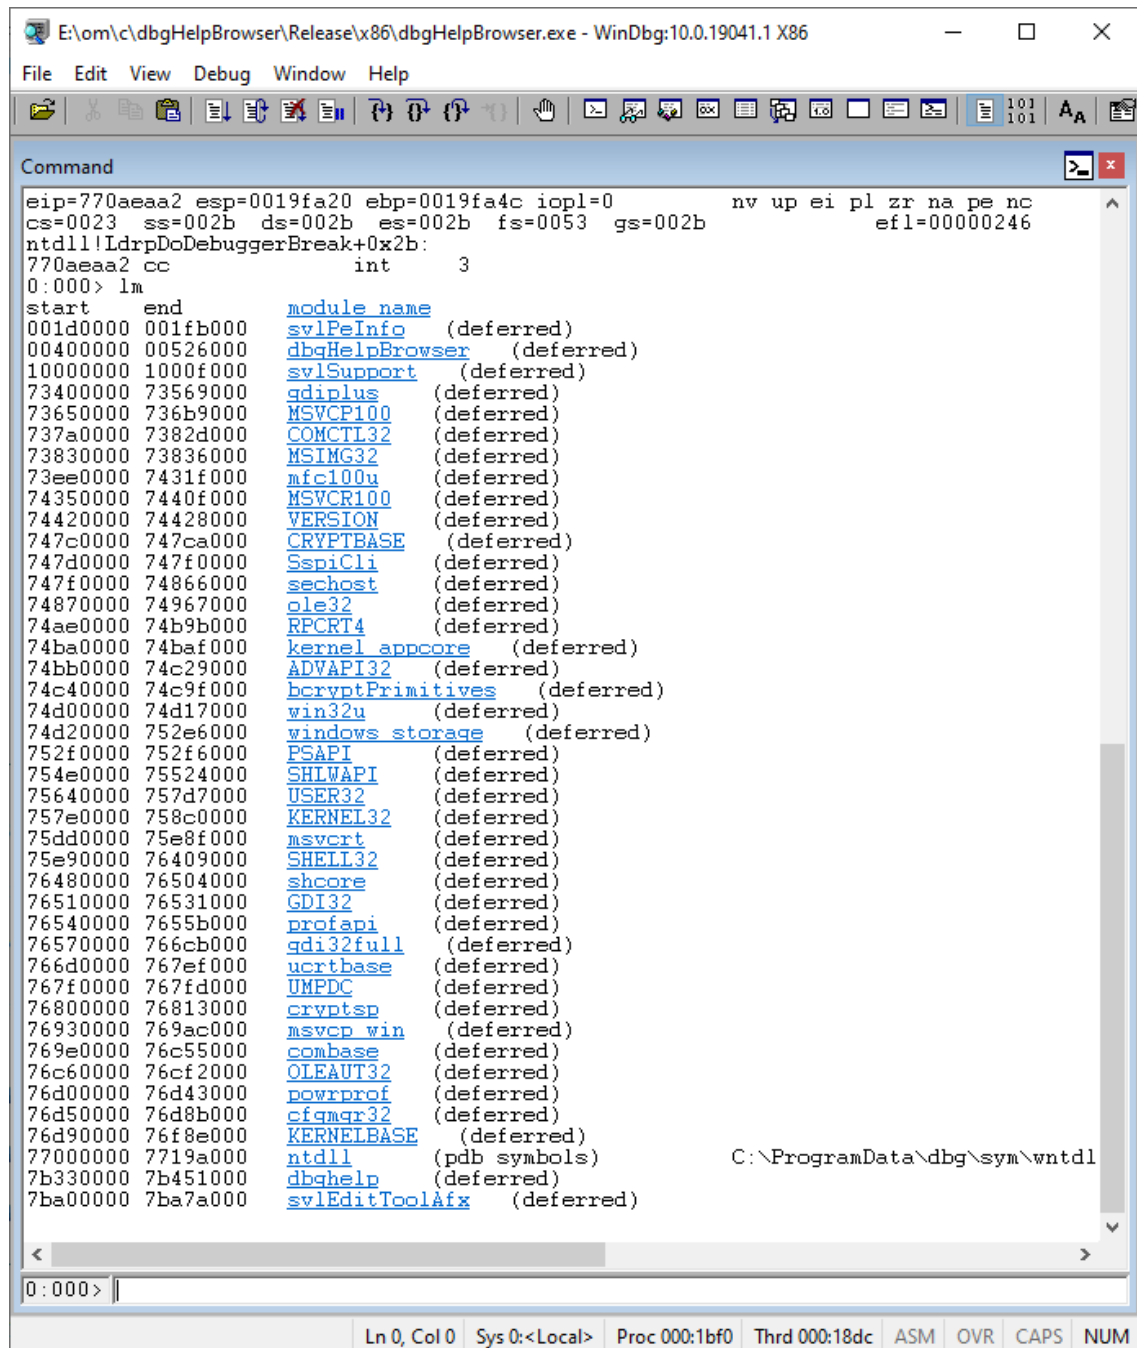 E:\om\c\dbgHelpBrowser\Release\x86\dbgHelpBrowser.exe - WinDbg:10.0.19041.1 X86
File Edit View Debug Window Help
Command
eip=770aeaa2 esp=0019fa20 ebp=0019fa4c iopl=0         nv up ei pl zr na pe nc
cs=0023  ss=002b  ds=002b  es=002b  fs=0053  gs=002b             efl=00000246
ntdll!LdrpDoDebuggerBreak+0x2b:
770aeaa2 cc              int     3
0:000> lm
start    end        module name
001d0000 001fb000   svlPeInfo   (deferred)
00400000 00526000   dbgHelpBrowser   (deferred)
10000000 1000f000   svlSupport   (deferred)
73400000 73569000   gdiplus    (deferred)
73650000 736b9000   MSVCP100   (deferred)
737a0000 7382d000   COMCTL32   (deferred)
73830000 73836000   MSIMG32    (deferred)
73ee0000 7431f000   mfc100u    (deferred)
74350000 7440f000   MSVCR100   (deferred)
74420000 74428000   VERSION    (deferred)
747c0000 747ca000   CRYPTBASE   (deferred)
747d0000 747f0000   SspiCli    (deferred)
747f0000 74866000   sechost    (deferred)
74870000 74967000   ole32      (deferred)
74ae0000 74b9b000   RPCRT4     (deferred)
74ba0000 74baf000   kernel_appcore   (deferred)
74bb0000 74c29000   ADVAPI32   (deferred)
74c40000 74c9f000   bcryptPrimitives   (deferred)
74d00000 74d17000   win32u     (deferred)
74d20000 752e6000   windows_storage   (deferred)
752f0000 752f6000   PSAPI      (deferred)
754e0000 75524000   SHLWAPI    (deferred)
75640000 757d7000   USER32     (deferred)
757e0000 758c0000   KERNEL32   (deferred)
75dd0000 75e8f000   msvcrt     (deferred)
75e90000 76409000   SHELL32    (deferred)
76480000 76504000   shcore     (deferred)
76510000 76531000   GDI32      (deferred)
76540000 7655b000   profapi    (deferred)
76570000 766cb000   gdi32full   (deferred)
766d0000 767ef000   ucrtbase   (deferred)
767f0000 767fd000   UMPDC      (deferred)
76800000 76813000   cryptsp    (deferred)
76930000 769ac000   msvcp_win   (deferred)
769e0000 76c55000   combase    (deferred)
76c60000 76cf2000   OLEAUT32   (deferred)
76d00000 76d43000   powrprof   (deferred)
76d50000 76d8b000   cfgmgr32   (deferred)
76d90000 76f8e000   KERNELBASE   (deferred)
77000000 7719a000   ntdll      (pdb symbols)          C:\ProgramData\dbg\sym\wntdl
7b330000 7b451000   dbghelp    (deferred)
7ba00000 7ba7a000   svlEditToolAfx   (deferred)
0:000>
Ln 0, Col 0 Sys 0:<Local> Proc 000:1bf0 Thrd 000:18dc ASM OVR CAPS NUM